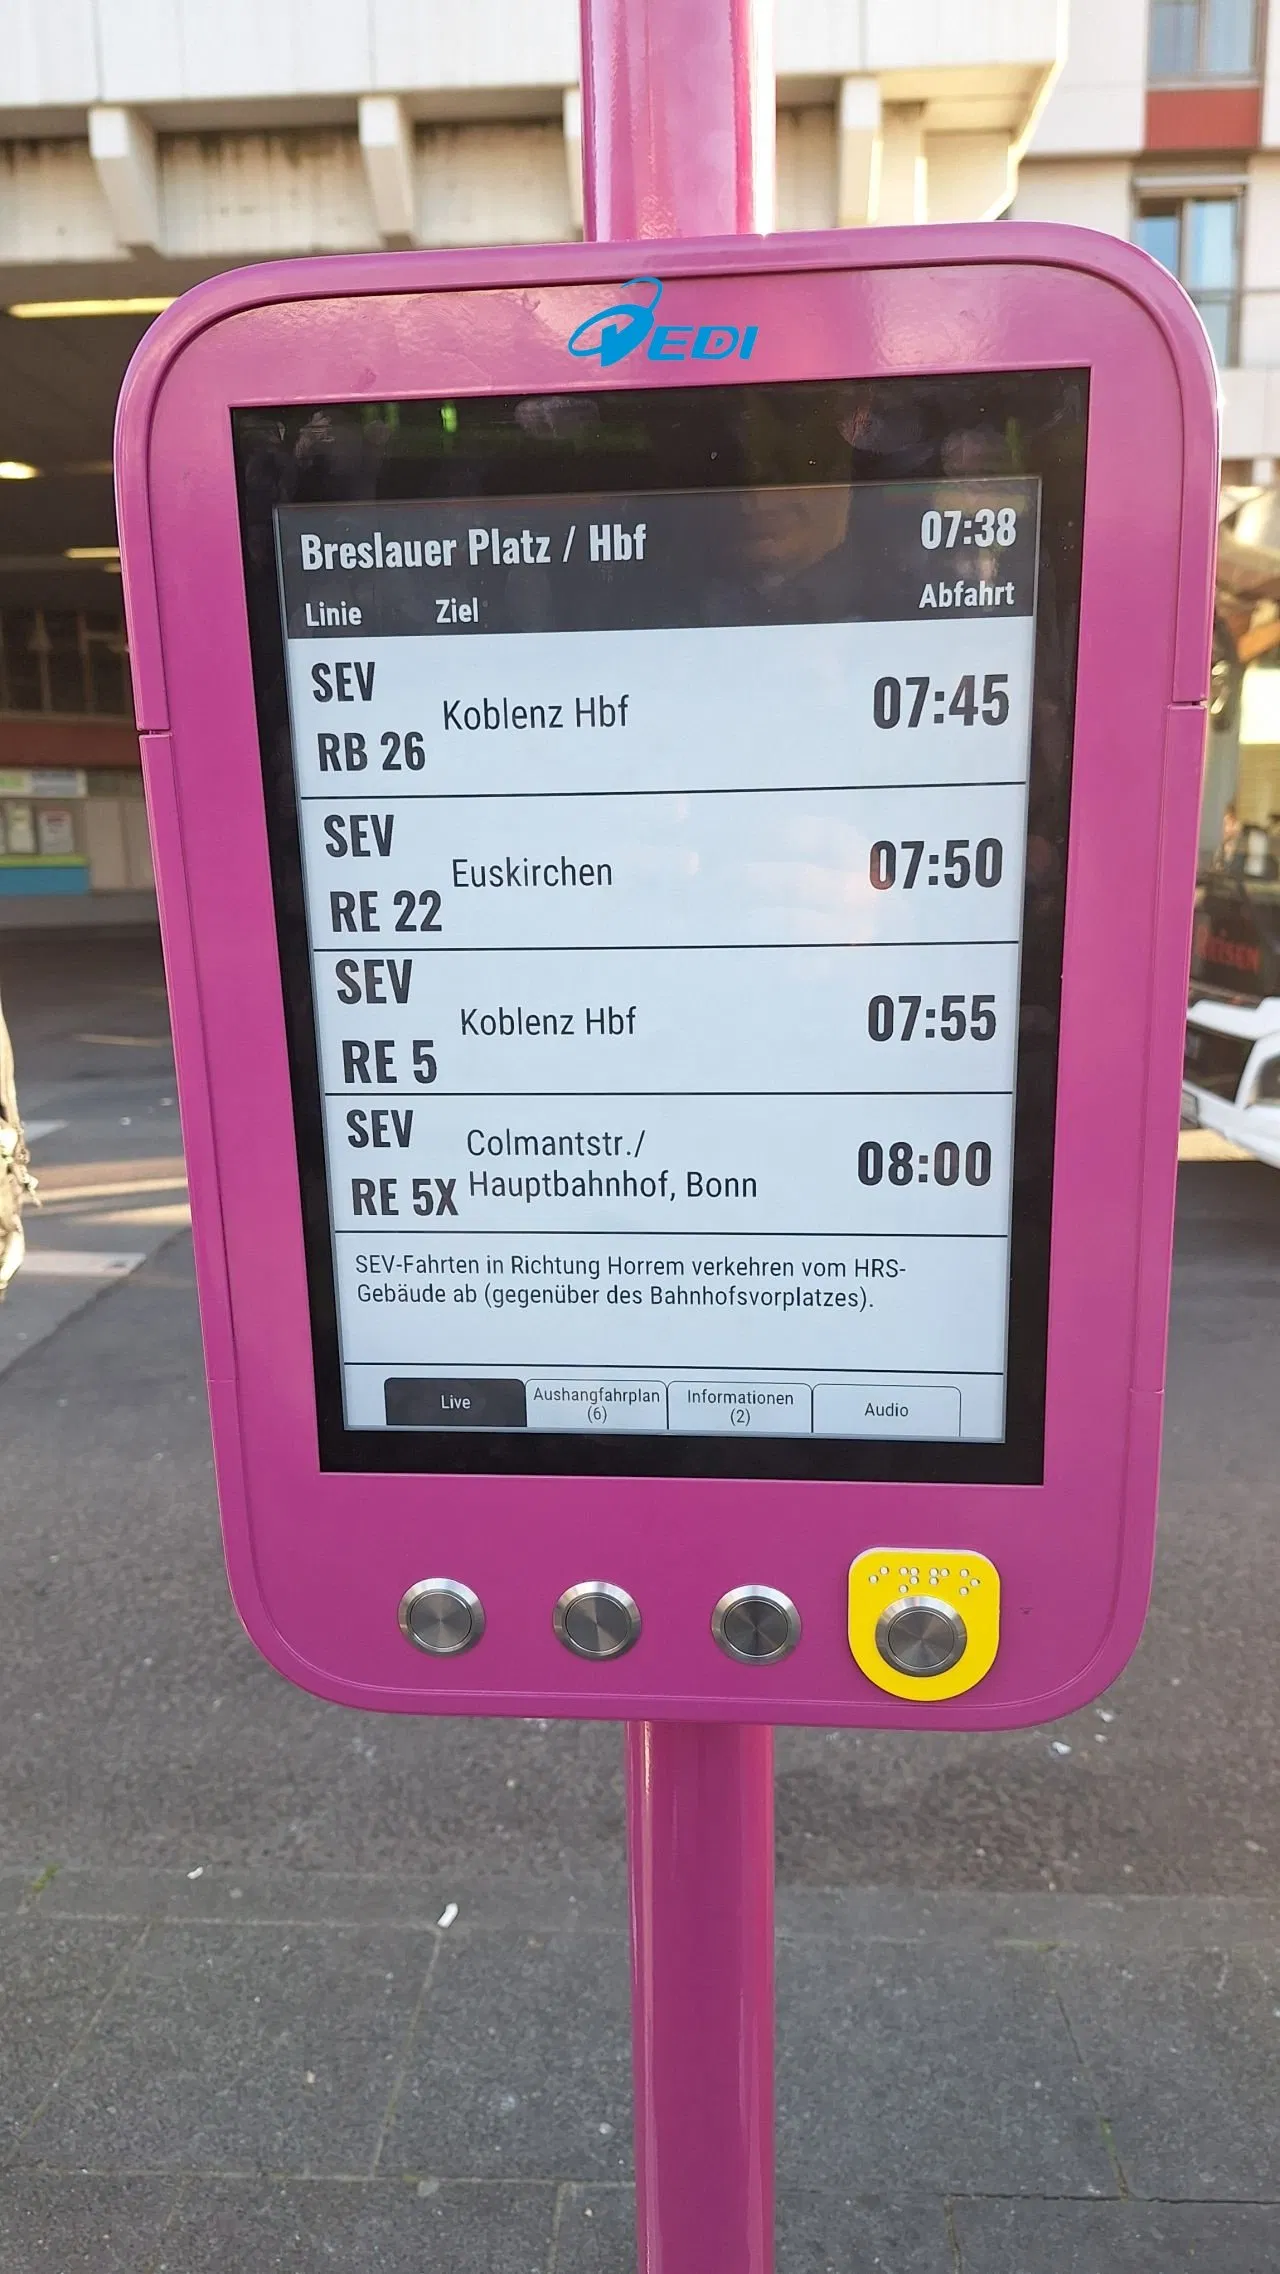 VEDI
Breslauer Platz / Hbf 07:38
Linie Ziel Abfahrt
SEV
RB 26 Koblenz Hbf 07:45
SEV
RE 22 Euskirchen 07:50
SEV
RE 5 Koblenz Hbf 07:55
SEV Colmantstr./
RE 5X Hauptbahnhof, Bonn 08:00
SEV-Fahrten in Richtung Horrem verkehren vom HRS-
Gebäude ab (gegenüber des Bahnhofsvorplatzes).
Live Aushangfahrplan Informationen Audio
(6) (2)
REISEN